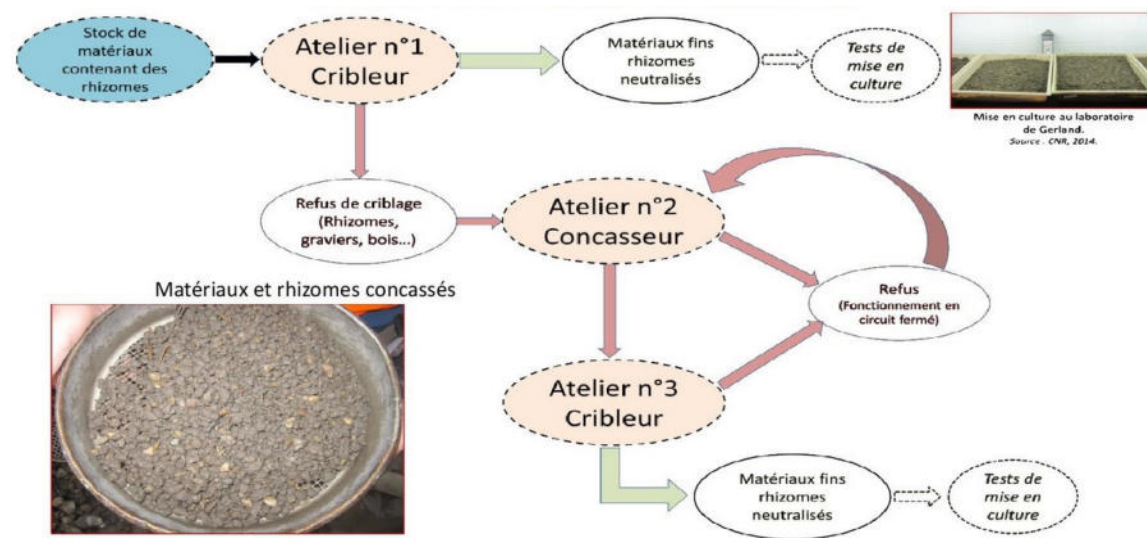 Stock de
matériaux
contenant des
rhizomes
Atelier n°1
Cribleur
Matériaux fins
rhizomes
neutralisés
Tests de
mise en
culture
Mise en culture au laboratoire
de Gerland.
Source : CNR, 2014.
Refus de criblage
(Rhizomes,
graviers, bois...)
Atelier n°2
Concasseur
Refus
(Fonctionnement en
circuit fermé)
Matériaux et rhizomes concassés
Atelier n°3
Cribleur
Matériaux fins
rhizomes
neutralisés
Tests de
mise en
culture